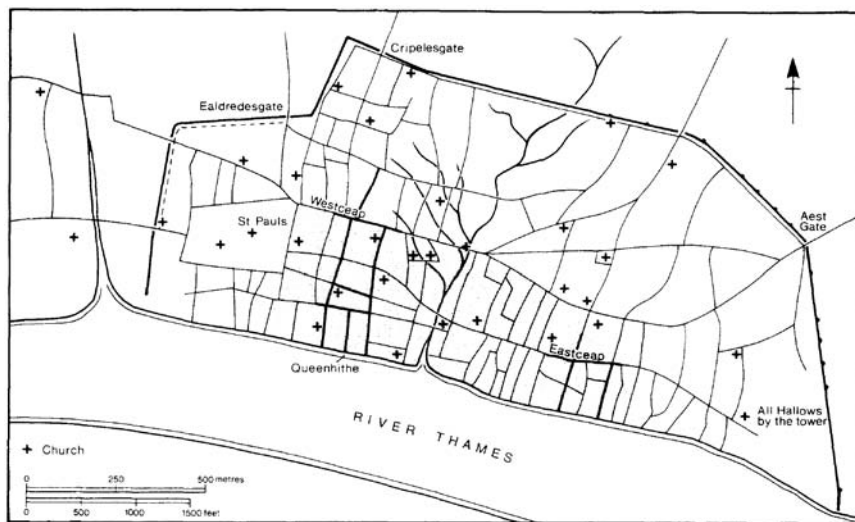 Cripelesgate
Ealdredesgate
Aest
Gate
Westceap
St Pauls
Eastceap
Queenhithe
All Hallows
by the tower
RIVER THAMES
Church
0 250 500 metres
0 500 1000 1500 feet